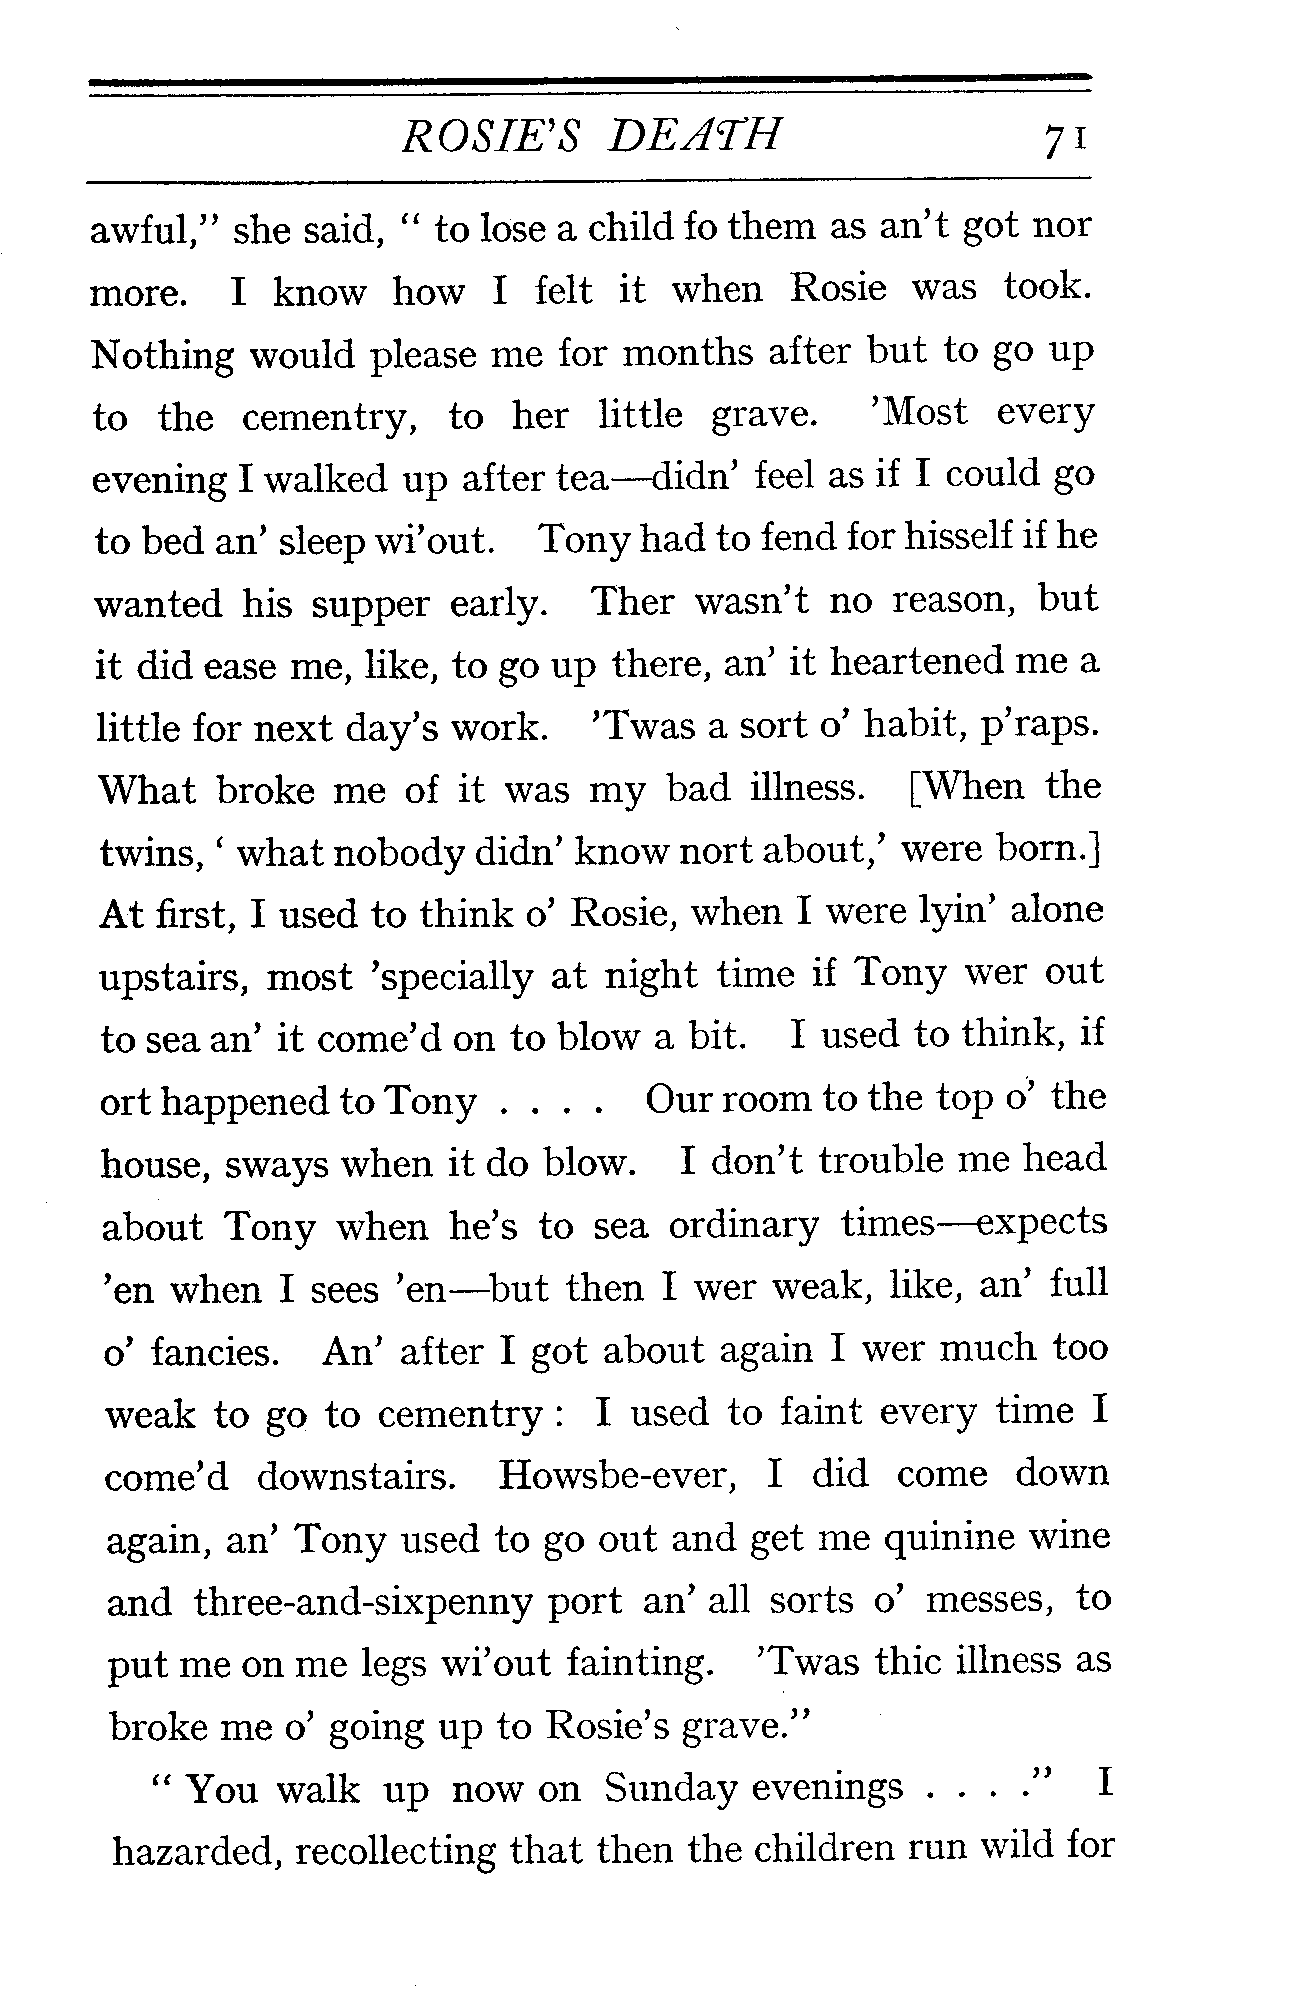 ROSIE'S DEATH 71
awful," she said, " to lose a child fo them as an't got nor
more. I know how I felt it when Rosie was took.
Nothing would please me for months after but to go up
to the cementry, to her little grave. 'Most every
evening I walked up after tea—didn' feel as if I could go
to bed an' sleep wi'out. Tony had to fend for hisself if he
wanted his supper early. Ther wasn't no reason, but
it did ease me, like, to go up there, an' it heartened me a
little for next day's work. 'Twas a sort o' habit, p'raps.
What broke me of it was my bad illness. [When the
twins, ' what nobody didn' know nort about,' were born.]
At first, I used to think o' Rosie, when I were lyin' alone
upstairs, most 'specially at night time if Tony wer out
to sea an' it come'd on to blow a bit. I used to think, if
ort happened to Tony . . . . Our room to the top o' the
house, sways when it do blow. I don't trouble me head
about Tony when he's to sea ordinary times—expects
'en when I sees 'en—but then I wer weak, like, an' full
o' fancies. An' after I got about again I wer much too
weak to go to cementry : I used to faint every time I
come'd downstairs. Howsbe-ever, I did come down
again, an' Tony used to go out and get me quinine wine
and three-and-sixpenny port an' all sorts o' messes, to
put me on me legs wi'out fainting. 'Twas thic illness as
broke me o' going up to Rosie's grave."
" You walk up now on Sunday evenings . . . ." I
hazarded, recollecting that then the children run wild for